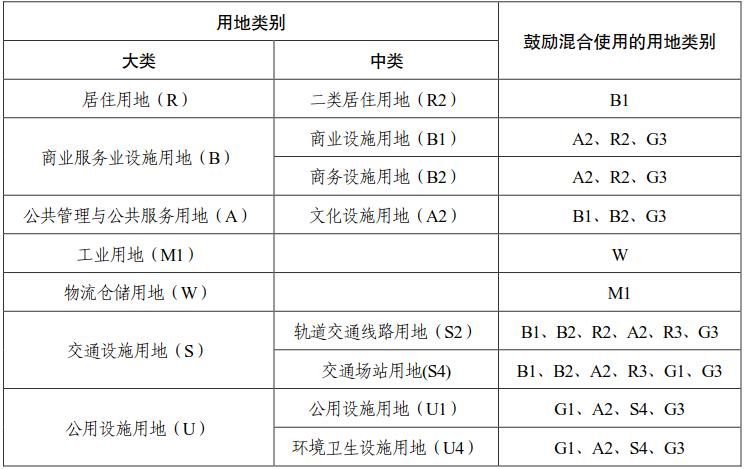 用地类别 鼓励混合使用的用地类别
大类 中类
居住用地（R） 二类居住用地（R2） B1
商业服务业设施用地（B） 商业设施用地（B1） A2、R2、G3
商务设施用地（B2） A2、R2、G3
公共管理与公共服务用地（A） 文化设施用地（A2） B1、B2、G3
工业用地（M1） W
物流仓储用地（W） M1
交通设施用地（S） 轨道交通线路用地（S2） B1、B2、R2、A2、R3、G3
交通场站用地(S4) B1、B2、A2、R3、G1、G3
公用设施用地（U） 公用设施用地（U1） G1、A2、S4、G3
环境卫生设施用地（U4） G1、A2、S4、G3